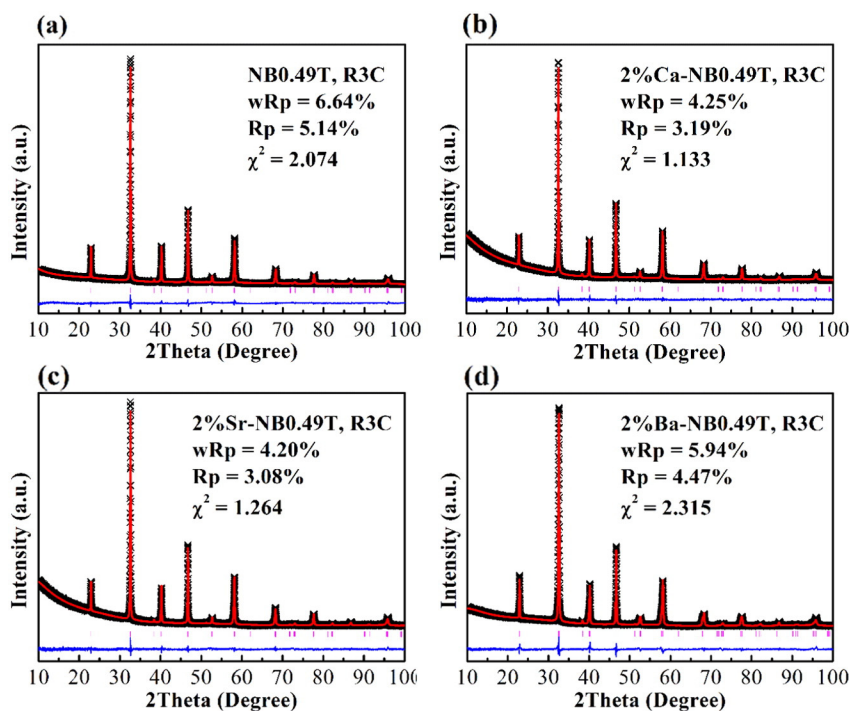 (a)
NB0.49T, R3C
wRp = 6.64%
Rp = 5.14%
χ² = 2.074
Intensity (a.u.)
10 20 30 40 50 60 70 80 90 100
2Theta (Degree)
(b)
2%Ca-NB0.49T, R3C
wRp = 4.25%
Rp = 3.19%
χ² = 1.133
Intensity (a.u.)
10 20 30 40 50 60 70 80 90 100
2Theta (Degree)
(c)
2%Sr-NB0.49T, R3C
wRp = 4.20%
Rp = 3.08%
χ² = 1.264
Intensity (a.u.)
10 20 30 40 50 60 70 80 90 100
2Theta (Degree)
(d)
2%Ba-NB0.49T, R3C
wRp = 5.94%
Rp = 4.47%
χ² = 2.315
Intensity (a.u.)
10 20 30 40 50 60 70 80 90 100
2Theta (Degree)